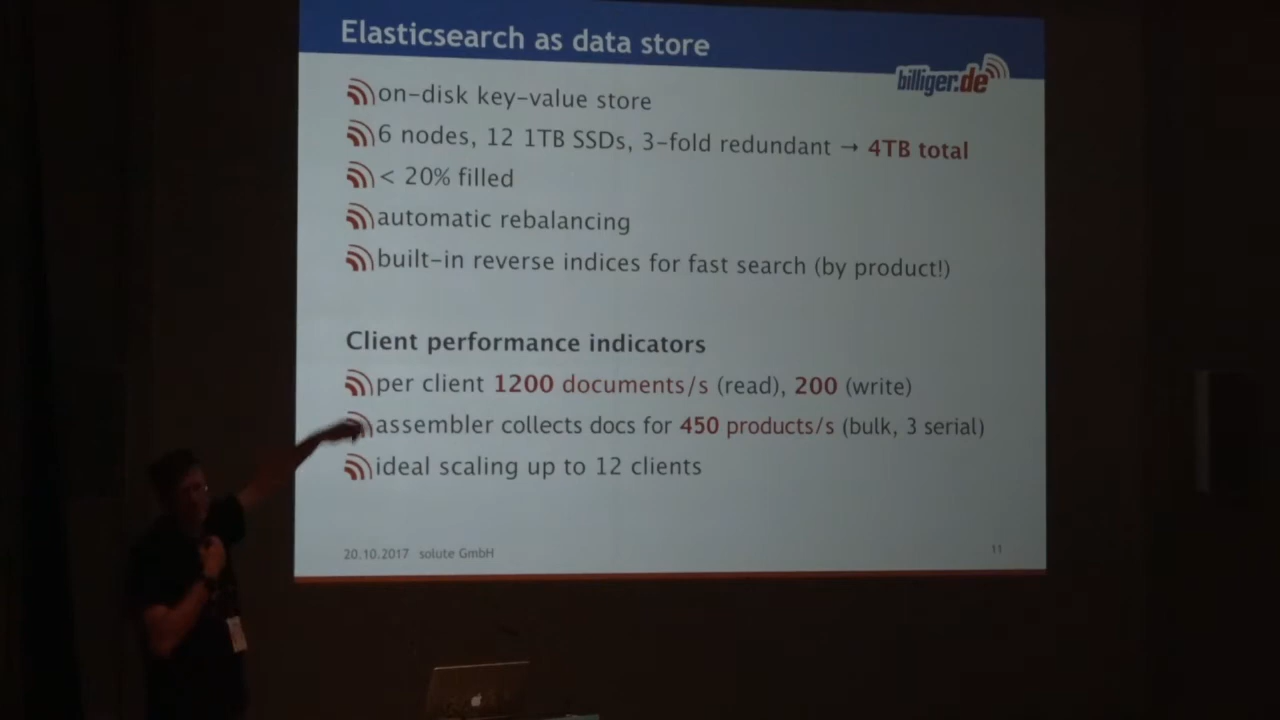 Elasticsearch as data store
billiger.de
on-disk key-value store
6 nodes, 12 1TB SSDs, 3-fold redundant → 4TB total
< 20% filled
automatic rebalancing
built-in reverse indices for fast search (by product!)
Client performance indicators
per client 1200 documents/s (read), 200 (write)
assembler collects docs for 450 products/s (bulk, 3 serial)
ideal scaling up to 12 clients
20.10.2017 solute GmbH
11